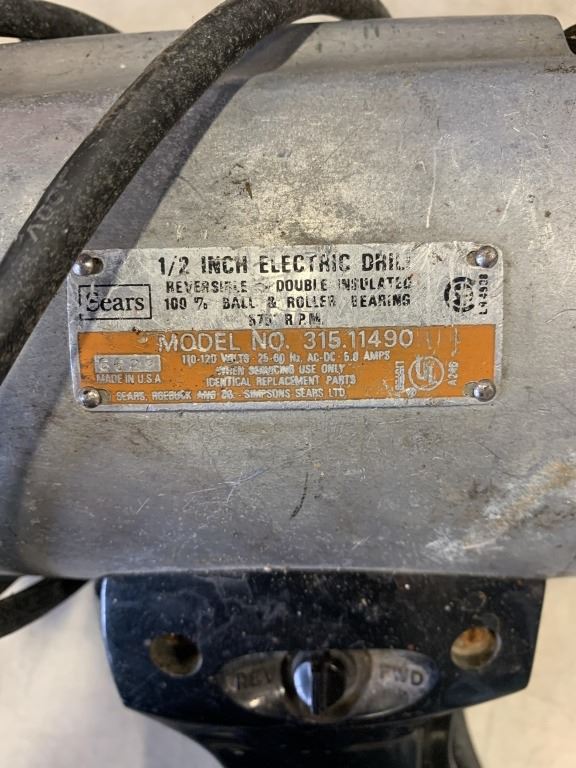 1/2 INCH ELECTRIC DRILL
REVERSIBLE - DOUBLE INSULATED
Sears
100 % BALL & ROLLER BEARING
R.P.M.
MODEL NO. 315.11490
110-120 VOLTS 25-60 Hz, AC-DC-5.0 AMPS
WHEN SERVICING USE ONLY
MADE IN U.S.A
IDENTICAL REPLACEMENT PARTS
SEARS, ROEBUCK AND CO. - SIMPSONS SEARS LTD.
UL
REV
FWD